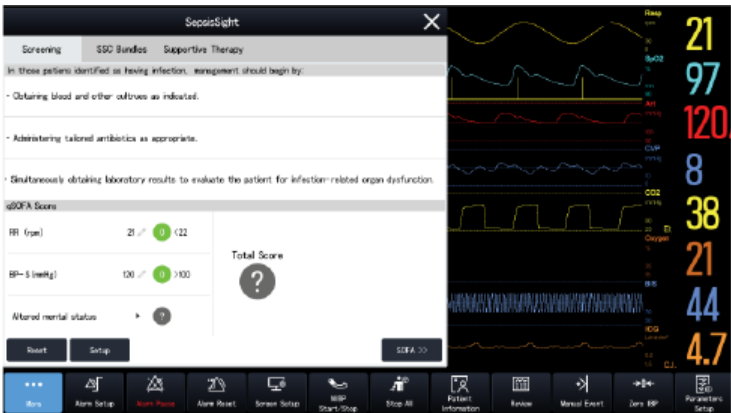 SepsisSight
Screening SSC Bundles Supportive Therapy
In those patiens identified as having infection, management should begin by:
- Obtaining blood and other cultrues as indicated.
- Administering tailored antibiotics as appropriate.
- Simultaneously obtaining laboratory results to evaluate the patient for infection-related organ dysfunction.
qSOFA Score
RR (rpm) 21 0 <22
BP-S(mmHg) 120 0 >100
Altered mental status ?
Total Score
?
Reset Setup SOFA >>
Resp
21
SpO2
97
Art
120
CVP
8
CO2
38
Et
Oxygen
21
BIS
44
ICG
4.7
C.I.
More
Alarm Setup
Alarm Pause
Alarm Reset
Screen Setup
NIBP
Start/Stop
Stop All
Patient
Information
Review
Manual Event
Zero IBP
Parameters
Setup